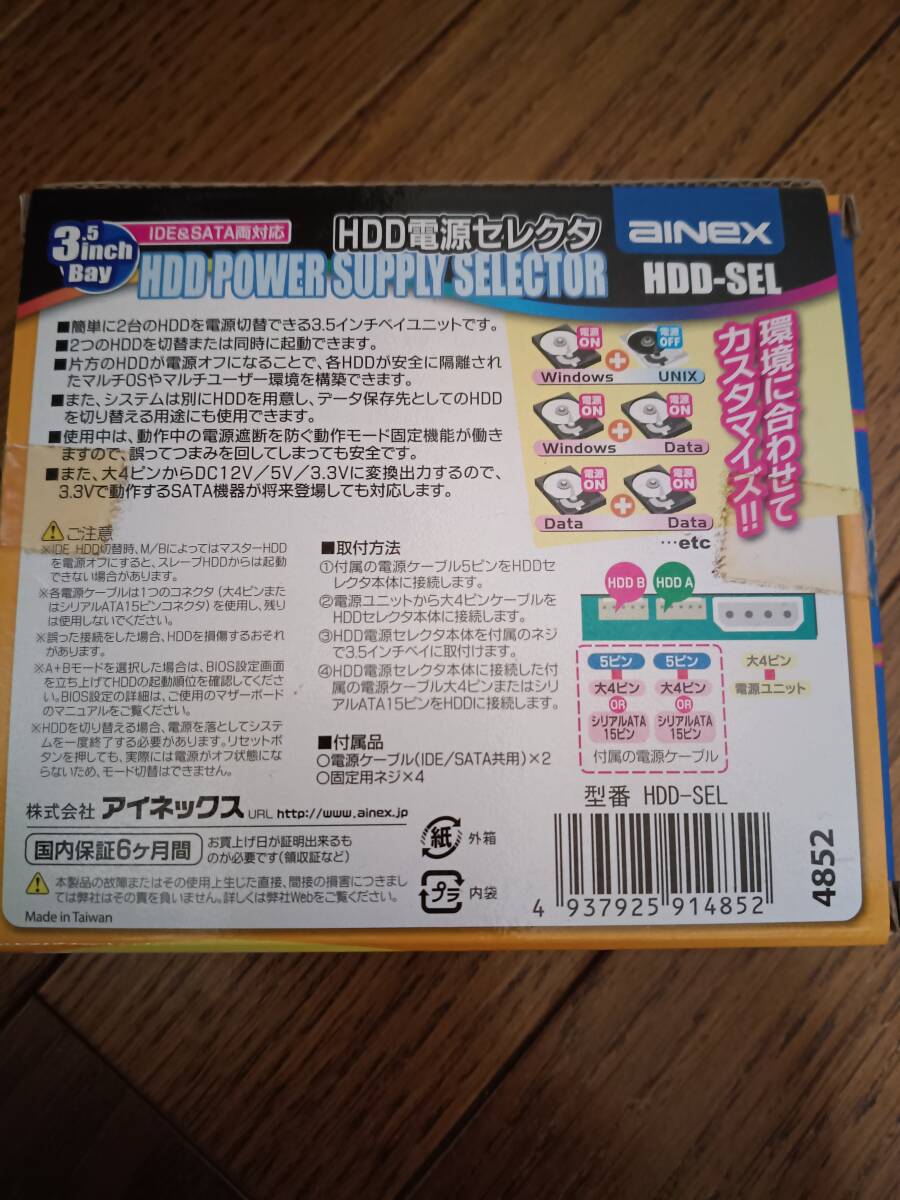 3.5inch Bay
IDE&SATA両対応
HDD電源セレクタ
HDD POWER SUPPLY SELECTOR
AINEX
HDD-SEL
■簡単に2台のHDDを電源切替できる3.5インチベイユニットです。
■2つのHDDを切替または同時に起動できます。
■片方のHDDが電源オフになることで、各HDDが安全に隔離され
たマルチOSやマルチユーザー環境を構築できます。
■また、システムは別にHDDを用意し、データ保存先としてのHDD
を切り替える用途にも使用できます。
■使用中は、動作中の電源遮断を防ぐ動作モード固定機能が働き
ますので、誤ってつまみを回してしまっても安全です。
■また、大4ピンからDC12V/5V/3.3Vに変換出力するので、
3.3Vで動作するSATA機器が将来登場しても対応します。
電源ON
電源OFF
Windows
UNIX
電源ON
電源ON
Windows
Data
電源ON
電源ON
Data
Data
…etc
環境に合わせて
カスタマイズ!!
ご注意
※IDE HDD切替時、M/BによってはマスターHDD
を電源オフにすると、スレーブHDDからは起動
できない場合があります。
※各電源ケーブルは1つのコネクタ(大4ピンまた
はシリアルATA15ピンコネクタ)を使用し、残り
は使用しないでください。
※誤った接続をした場合、HDDを損傷するおそれ
があります。
※A+Bモードを選択した場合は、BIOS設定画面
を立ち上げてHDDの起動順位を確認してくださ
い。BIOS設定の詳細は、ご使用のマザーボード
のマニュアルをご覧ください。
※HDDを切り替える場合、電源を落としてシステ
ムを一度終了する必要があります。リセットボ
タンを押しても、実際には電源がオフ状態にな
らないため、モード切替はできません。
■取付方法
①付属の電源ケーブル5ピンをHDDセ
レクタ本体に接続します。
②電源ユニットから大4ピンケーブルを
HDDセレクタ本体に接続します。
③HDD電源セレクタ本体を付属のネジ
で3.5インチベイに取付けます。
④HDD電源セレクタ本体に接続した付
属の電源ケーブル大4ピンまたはシリ
アルATA15ピンをHDDに接続します。
■付属品
○電源ケーブル(IDE/SATA共用)×2
○固定用ネジ×4
HDD B
HDD A
5ピン
大4ピン
OR
シリアルATA
15ピン
5ピン
大4ピン
OR
シリアルATA
15ピン
付属の電源ケーブル
大4ピン
電源ユニット
株式会社 アイネックス URL http://www.ainex.jp
国内保証6ヶ月間
お買上げ日が証明出来るも
のが必要です(領収証など)
本製品の故障またはその使用上生じた直接、間接の損害につきまし
ては弊社はその責を負いません。詳しくは弊社Webをご覧ください。
Made in Taiwan
紙 外箱
プラ 内袋
型番 HDD-SEL
4 937925 914852
4852